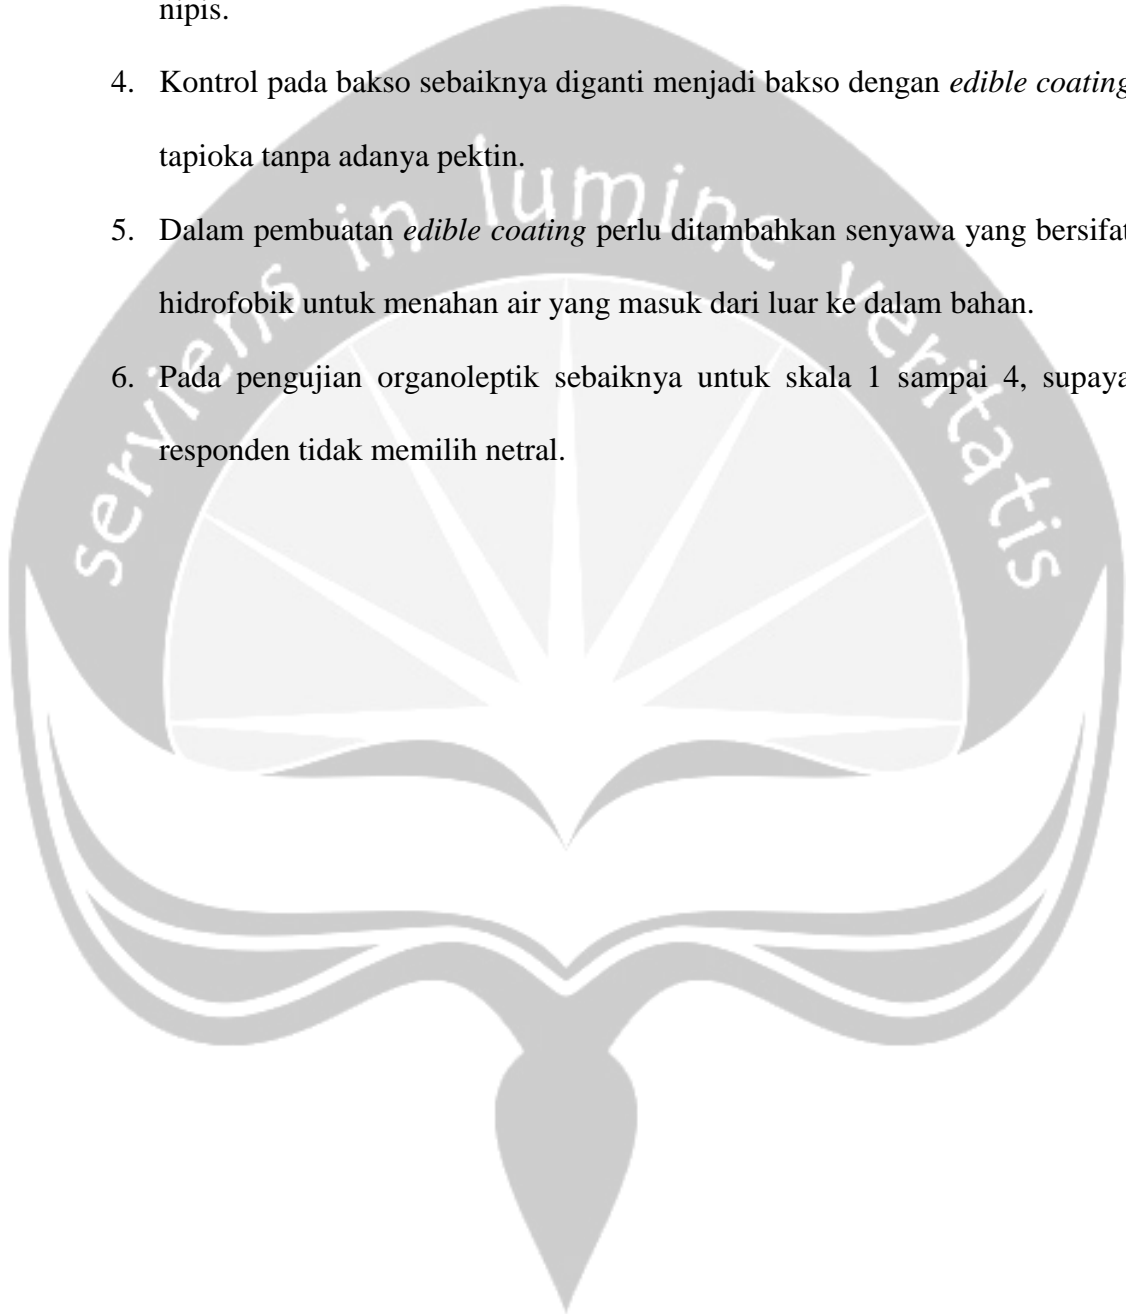 nipis.
4. Kontrol pada bakso sebaiknya diganti menjadi bakso dengan edible coating
tapioka tanpa adanya pektin.
5. Dalam pembuatan edible coating perlu ditambahkan senyawa yang bersifat
hidrofobik untuk menahan air yang masuk dari luar ke dalam bahan.
6. Pada pengujian organoleptik sebaiknya untuk skala 1 sampai 4, supaya
responden tidak memilih netral.
serviens in lumine veritatis